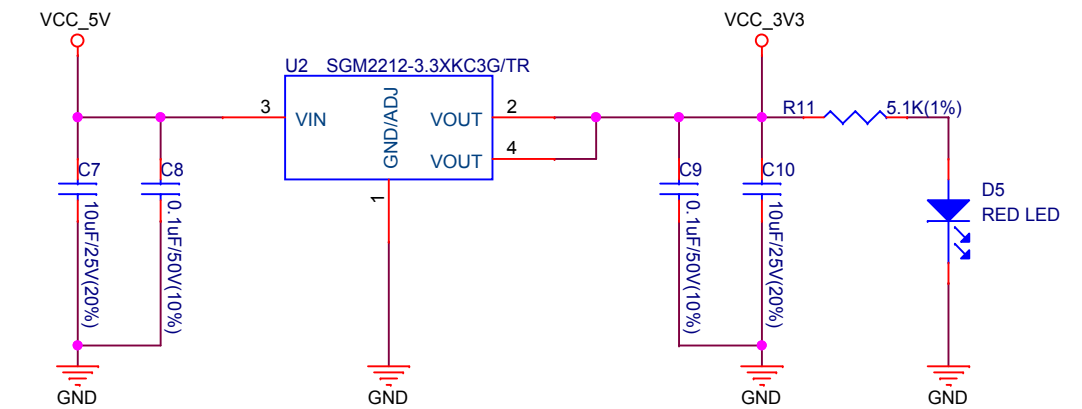 VCC_5V
VCC_3V3
U2 SGM2212-3.3XKC3G/TR
3
VIN
GND/ADJ
VOUT
2
VOUT
4
1
R11
5.1K(1%)
C7
10uF/25V(20%)
C8
0.1uF/50V(10%)
C9
0.1uF/50V(10%)
C10
10uF/25V(20%)
D5
RED LED
GND
GND
GND
GND